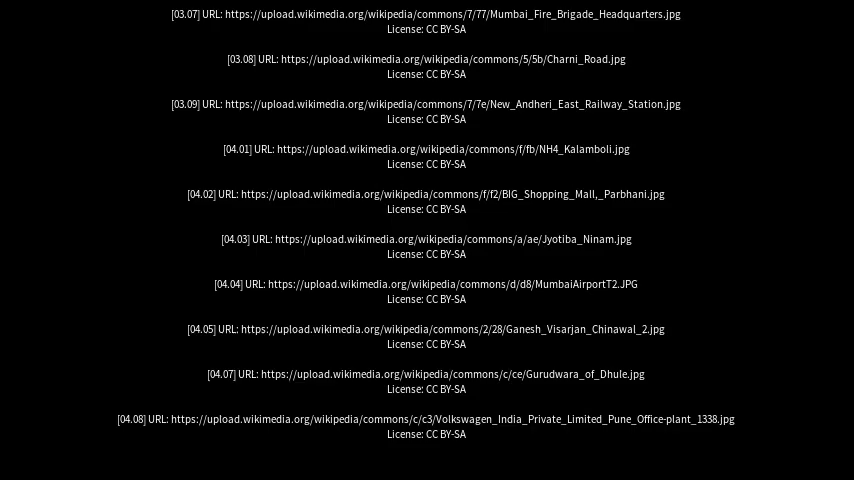 [03.07] URL: https://upload.wikimedia.org/wikipedia/commons/7/77/Mumbai_Fire_Brigade_Headquarters.jpg
License: CC BY-SA
[03.08] URL: https://upload.wikimedia.org/wikipedia/commons/5/5b/Charni_Road.jpg
License: CC BY-SA
[03.09] URL: https://upload.wikimedia.org/wikipedia/commons/7/7e/New_Andheri_East_Railway_Station.jpg
License: CC BY-SA
[04.01] URL: https://upload.wikimedia.org/wikipedia/commons/f/fb/NH4_Kalamboli.jpg
License: CC BY-SA
[04.02] URL: https://upload.wikimedia.org/wikipedia/commons/f/f2/BIG_Shopping_Mall,_Parbhani.jpg
License: CC BY-SA
[04.03] URL: https://upload.wikimedia.org/wikipedia/commons/a/ae/Jyotiba_Ninam.jpg
License: CC BY-SA
[04.04] URL: https://upload.wikimedia.org/wikipedia/commons/d/d8/MumbaiAirportT2.JPG
License: CC BY-SA
[04.05] URL: https://upload.wikimedia.org/wikipedia/commons/2/28/Ganesh_Visarjan_Chinawal_2.jpg
License: CC BY-SA
[04.07] URL: https://upload.wikimedia.org/wikipedia/commons/c/ce/Gurudwara_of_Dhule.jpg
License: CC BY-SA
[04.08] URL: https://upload.wikimedia.org/wikipedia/commons/c/c3/Volkswagen_India_Private_Limited_Pune_Office-plant_1338.jpg
License: CC BY-SA